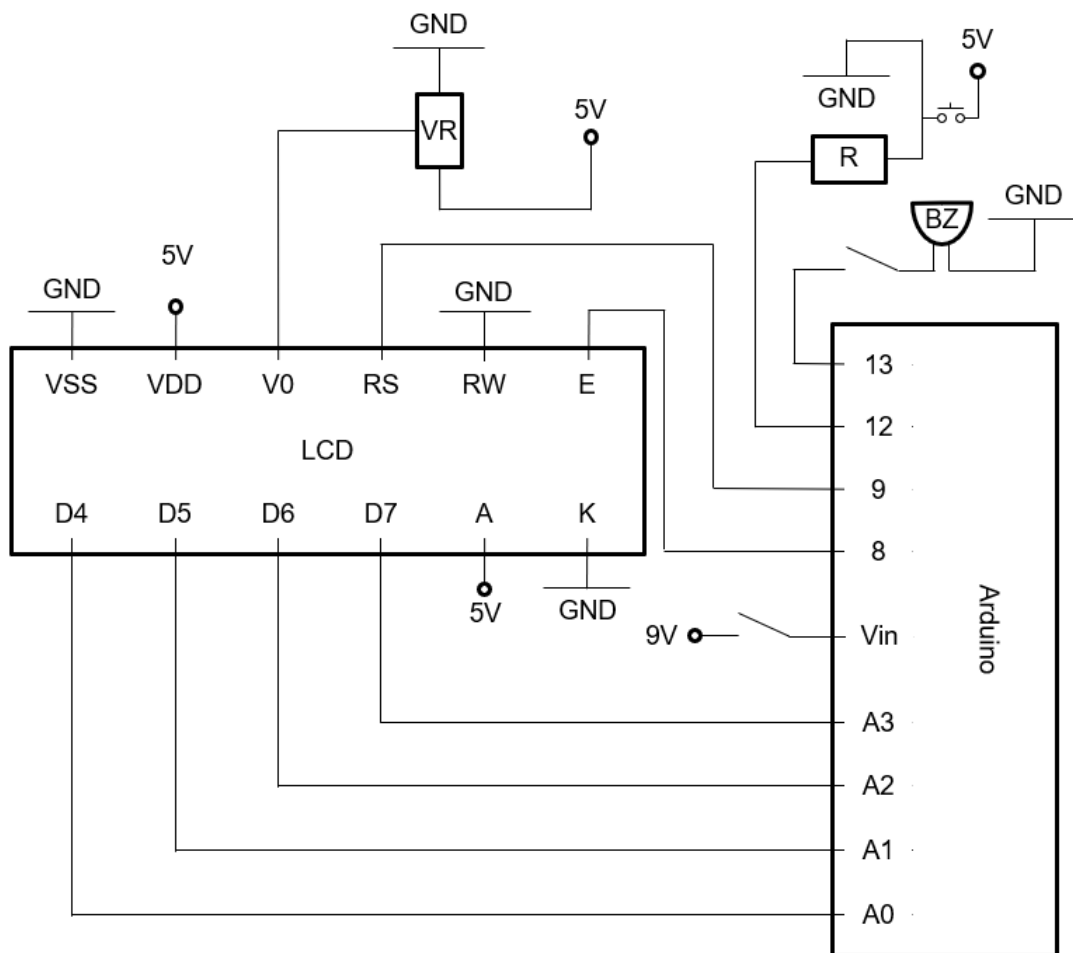 GND
5V
GND
VR
5V
R
GND
BZ
5V
GND
GND
VSS
VDD
V0
RS
RW
E
13
12
LCD
9
D4
D5
D6
D7
A
K
8
5V
GND
9V
Vin
Arduino
A3
A2
A1
A0